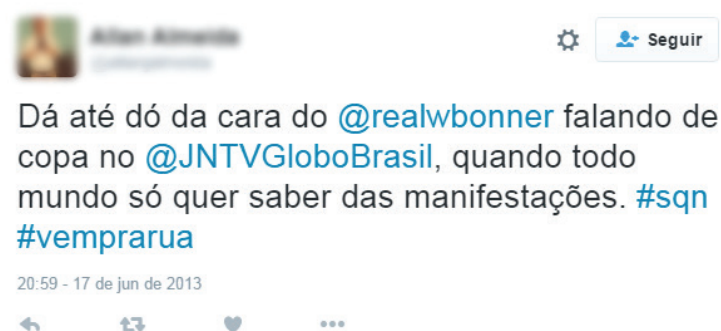 Seguir
Dá até dó da cara do @realwbonner falando de
copa no @JNTVGloboBrasil, quando todo
mundo só quer saber das manifestações. #sqn
#vemprarua
20:59 - 17 de jun de 2013